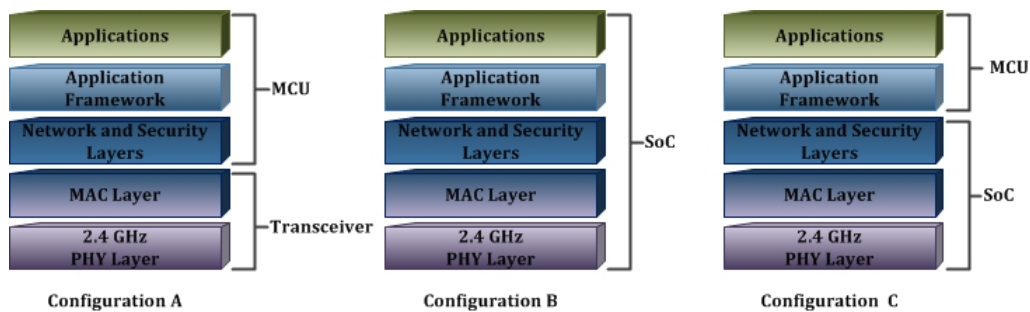 Applications
Application
Framework
Network and Security
Layers
MAC Layer
2.4 GHz
PHY Layer
MCU
Transceiver
Configuration A
Applications
Application
Framework
Network and Security
Layers
MAC Layer
2.4 GHz
PHY Layer
SoC
Configuration B
Applications
Application
Framework
Network and Security
Layers
MAC Layer
2.4 GHz
PHY Layer
MCU
SoC
Configuration C